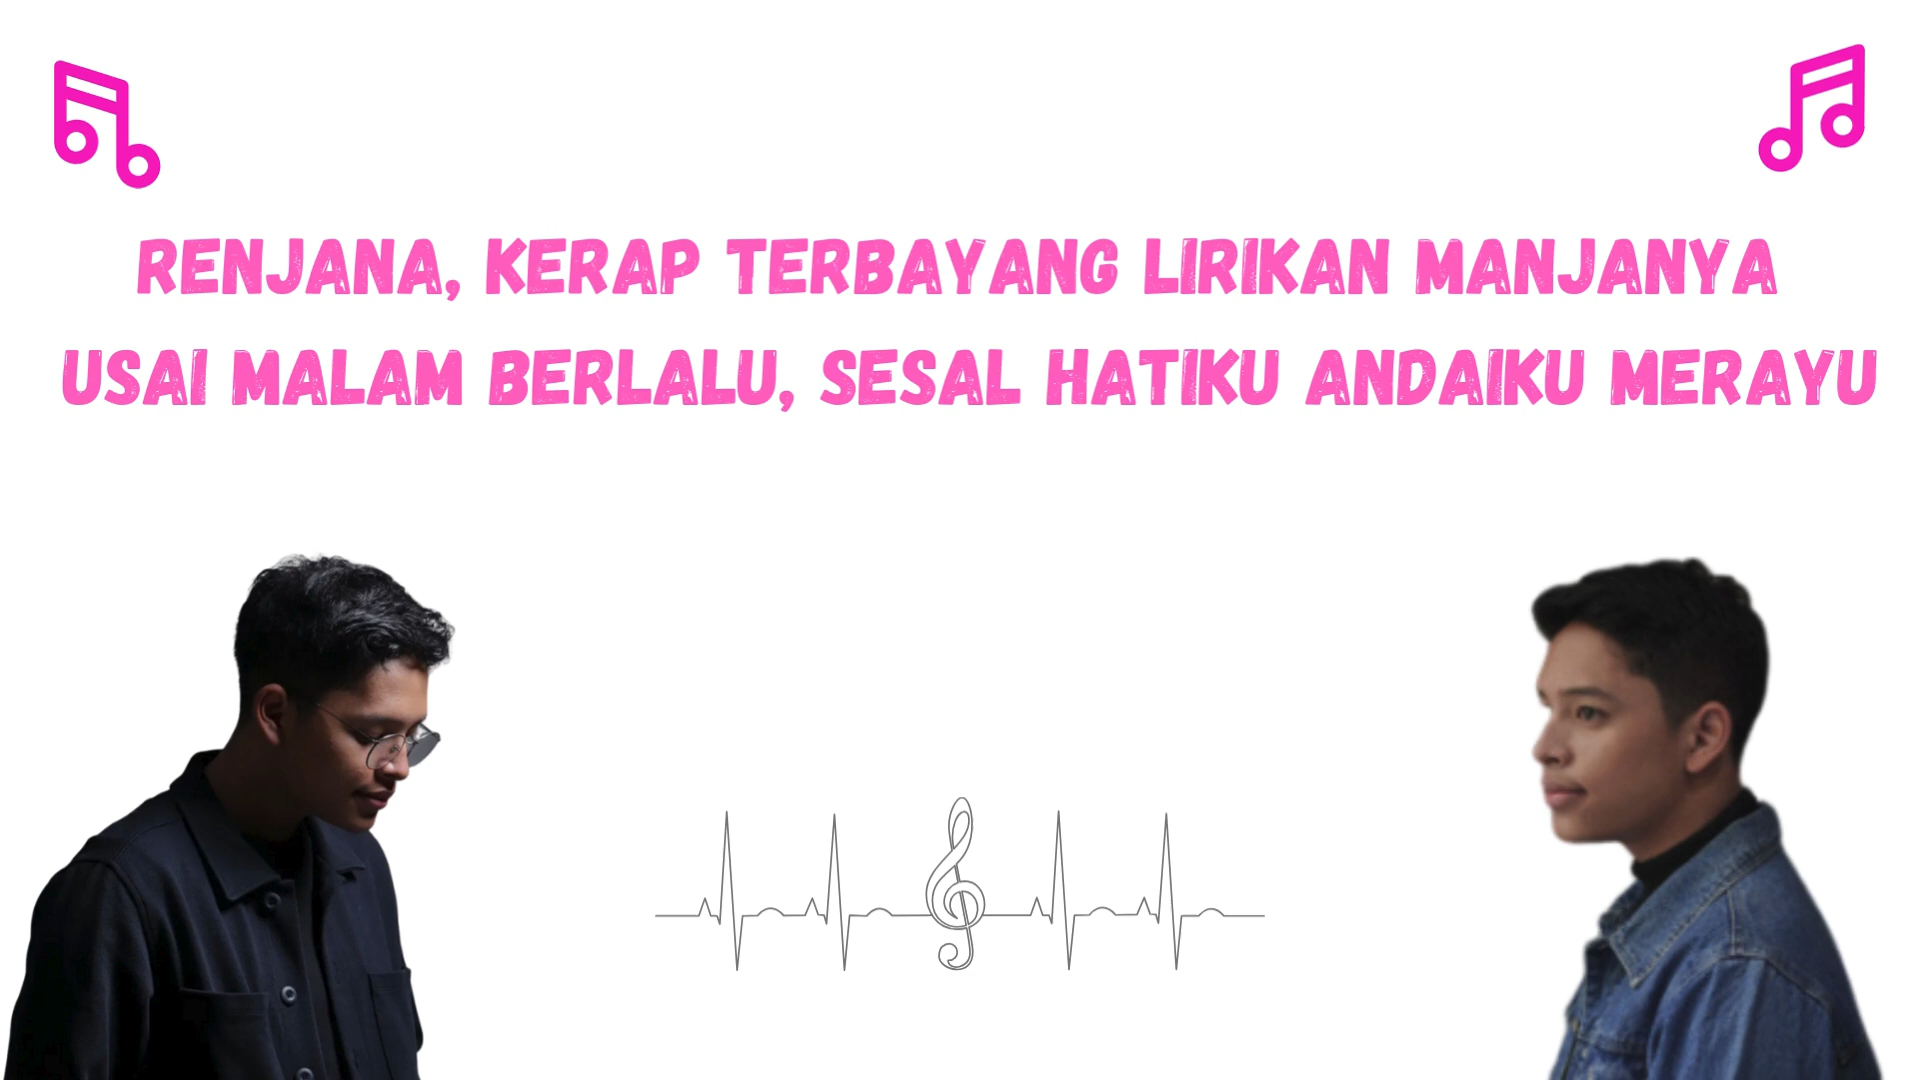 RENJANA, KERAP TERBAYANG LIRIKAN MANJANYA
USAI MALAM BERLALU, SESAL HATIKU ANDAIKU MERAYU